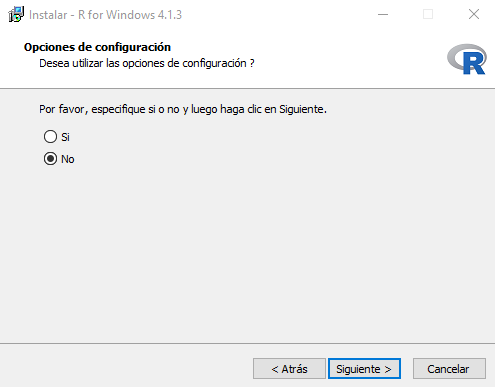 Instalar - R for Windows 4.1.3
Opciones de configuración
Desea utilizar las opciones de configuración ?
R
Por favor, especifique si o no y luego haga clic en Siguiente.
Si
No
< Atrás
Siguiente >
Cancelar